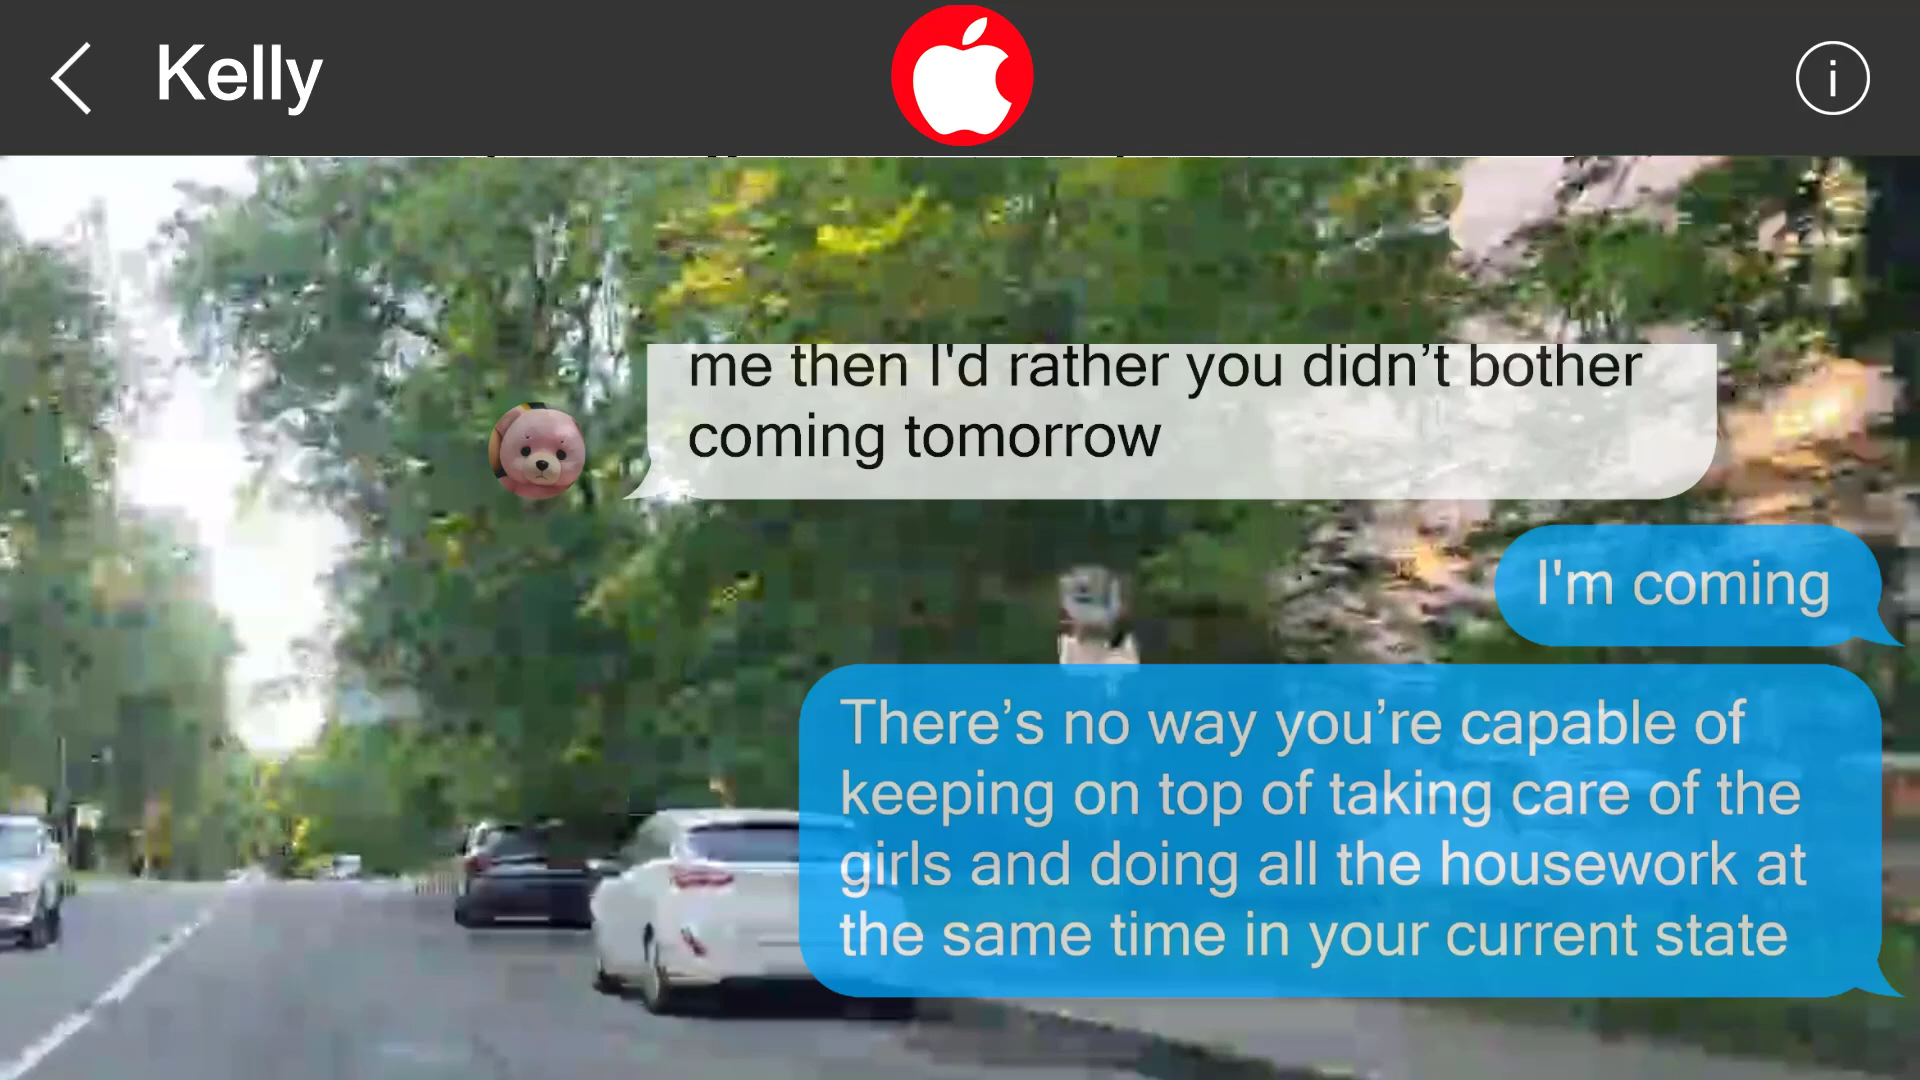 Kelly
me then I'd rather you didn’t bother
coming tomorrow
I'm coming
There’s no way you’re capable of
keeping on top of taking care of the
girls and doing all the housework at
the same time in your current state